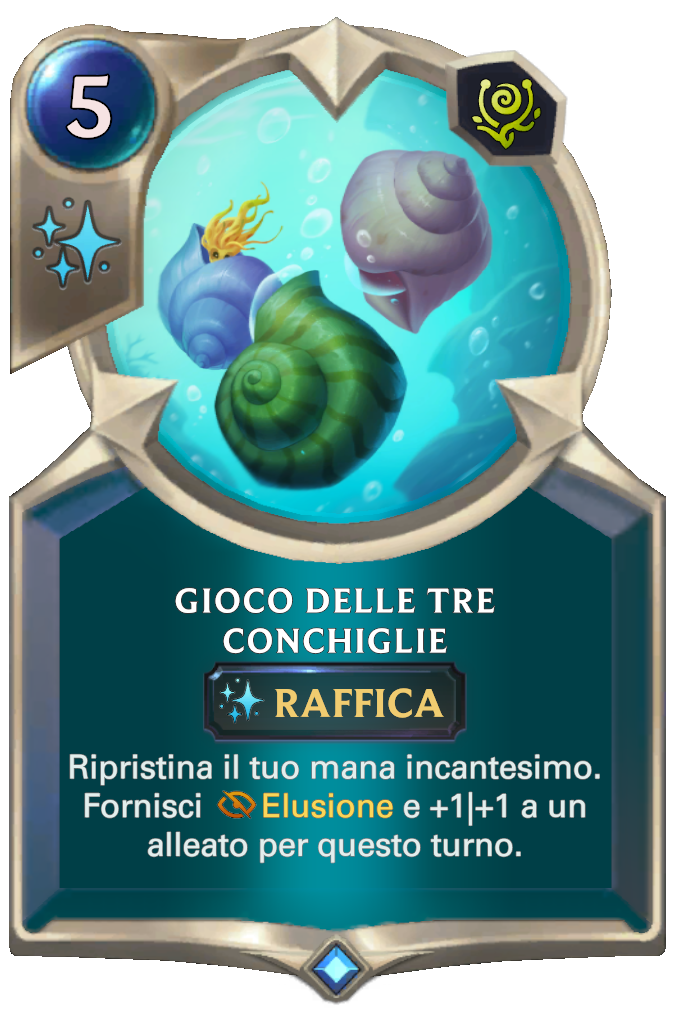 5
GIOCO DELLE TRE
CONCHIGLIE
RAFFICA
Ripristina il tuo mana incantesimo.
Fornisci Elusione e +1|+1 a un
alleato per questo turno.